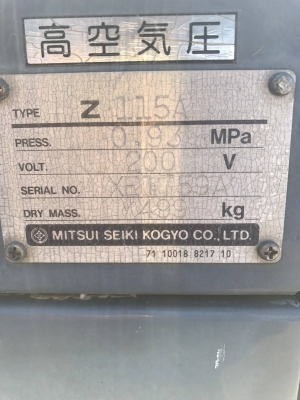 高空気圧
TYPE Z 115A
PRESS. 0.93 MPa
VOLT. 200 V
SERIAL NO.
DRY MASS. 499 kg
MITSUI SEIKI KOGYO CO., LTD.
71 10018 8217 10